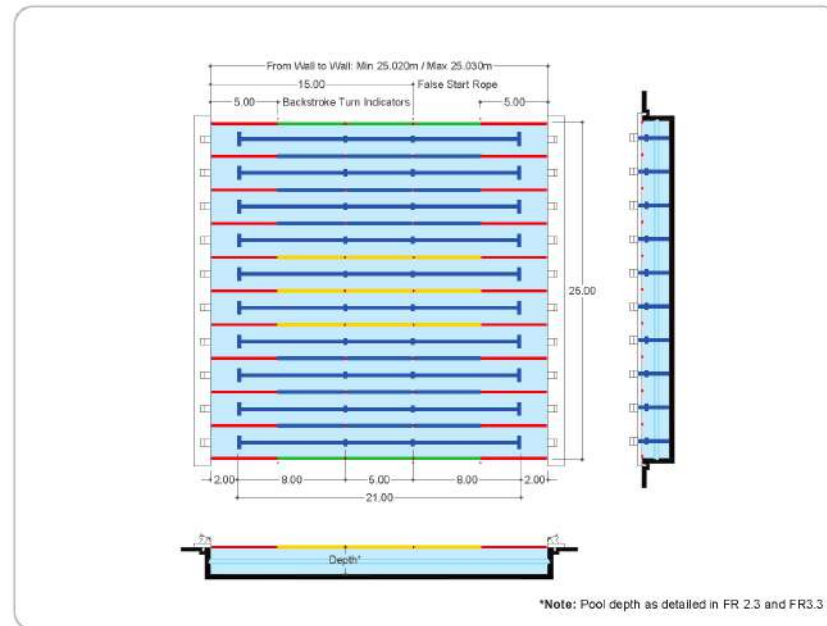 From Wall to Wall: Min 25.020m / Max 25.030m
15.00 False Start Rope
5.00 Backstroke Turn Indicators 5.00
25.00
2.00 8.00 5.00 8.00 2.00
21.00
Depth*
*Note: Pool depth as detailed in FR 2.3 and FR3.3